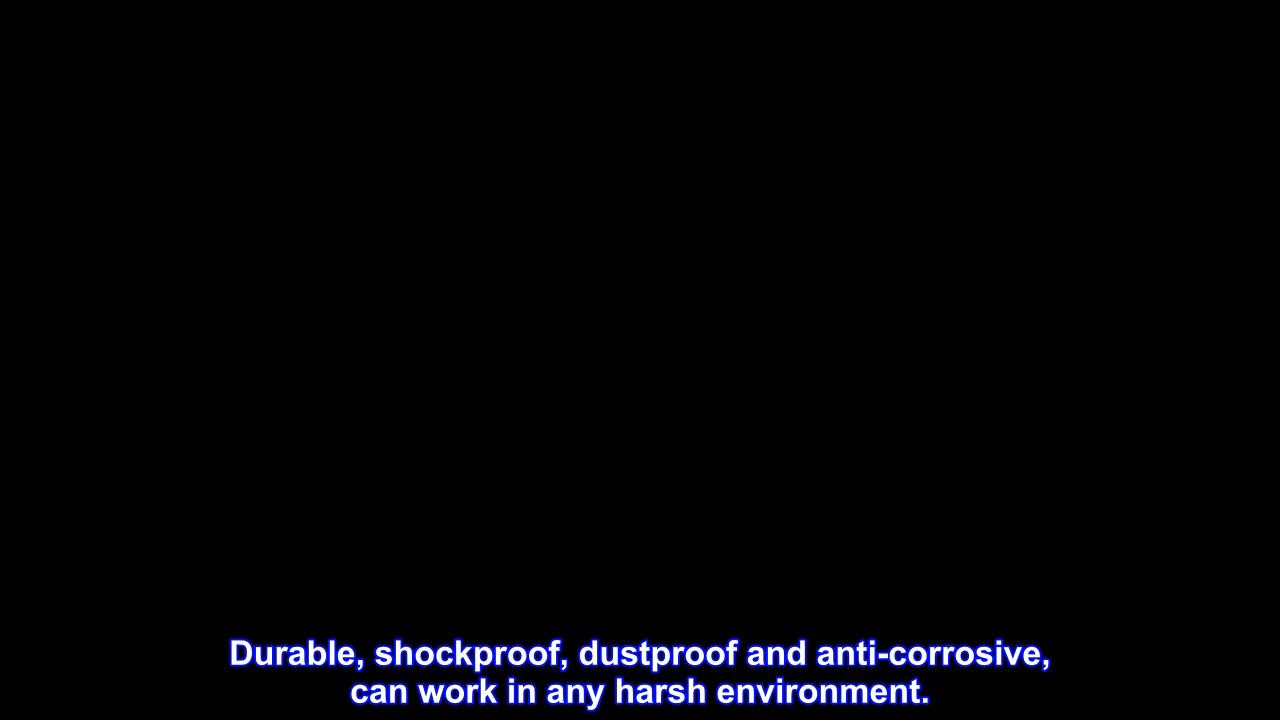 Durable, shockproof, dustproof and anti-corrosive,
can work in any harsh environment.